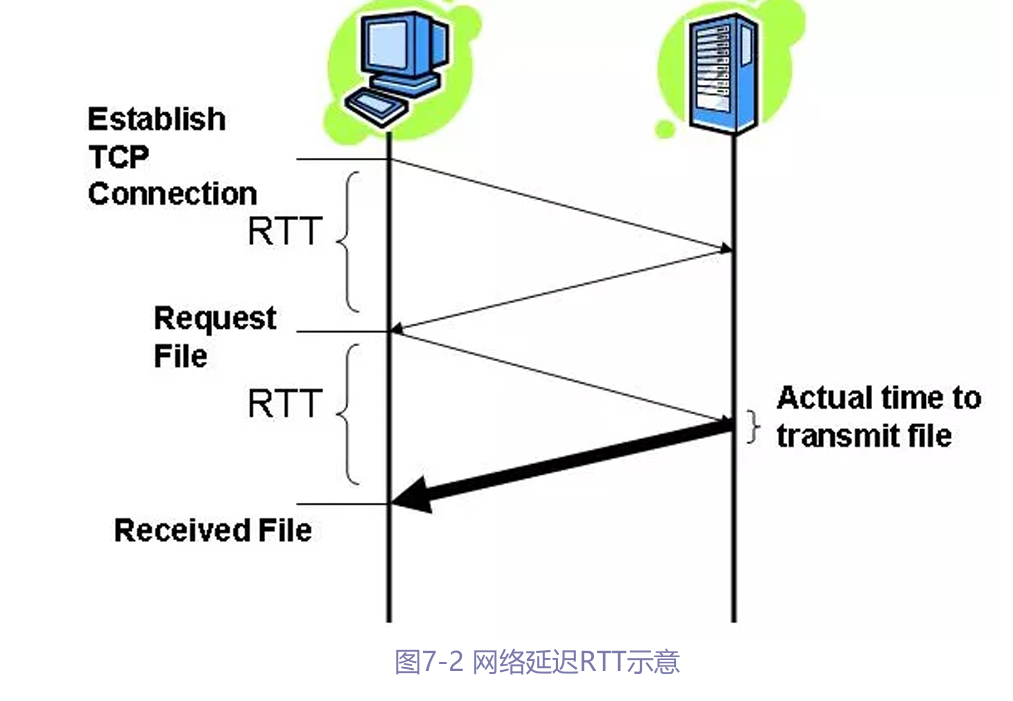 Establish
TCP
Connection
RTT
Request
File
RTT
Actual time to
transmit file
Received File
图7-2 网络延迟RTT示意